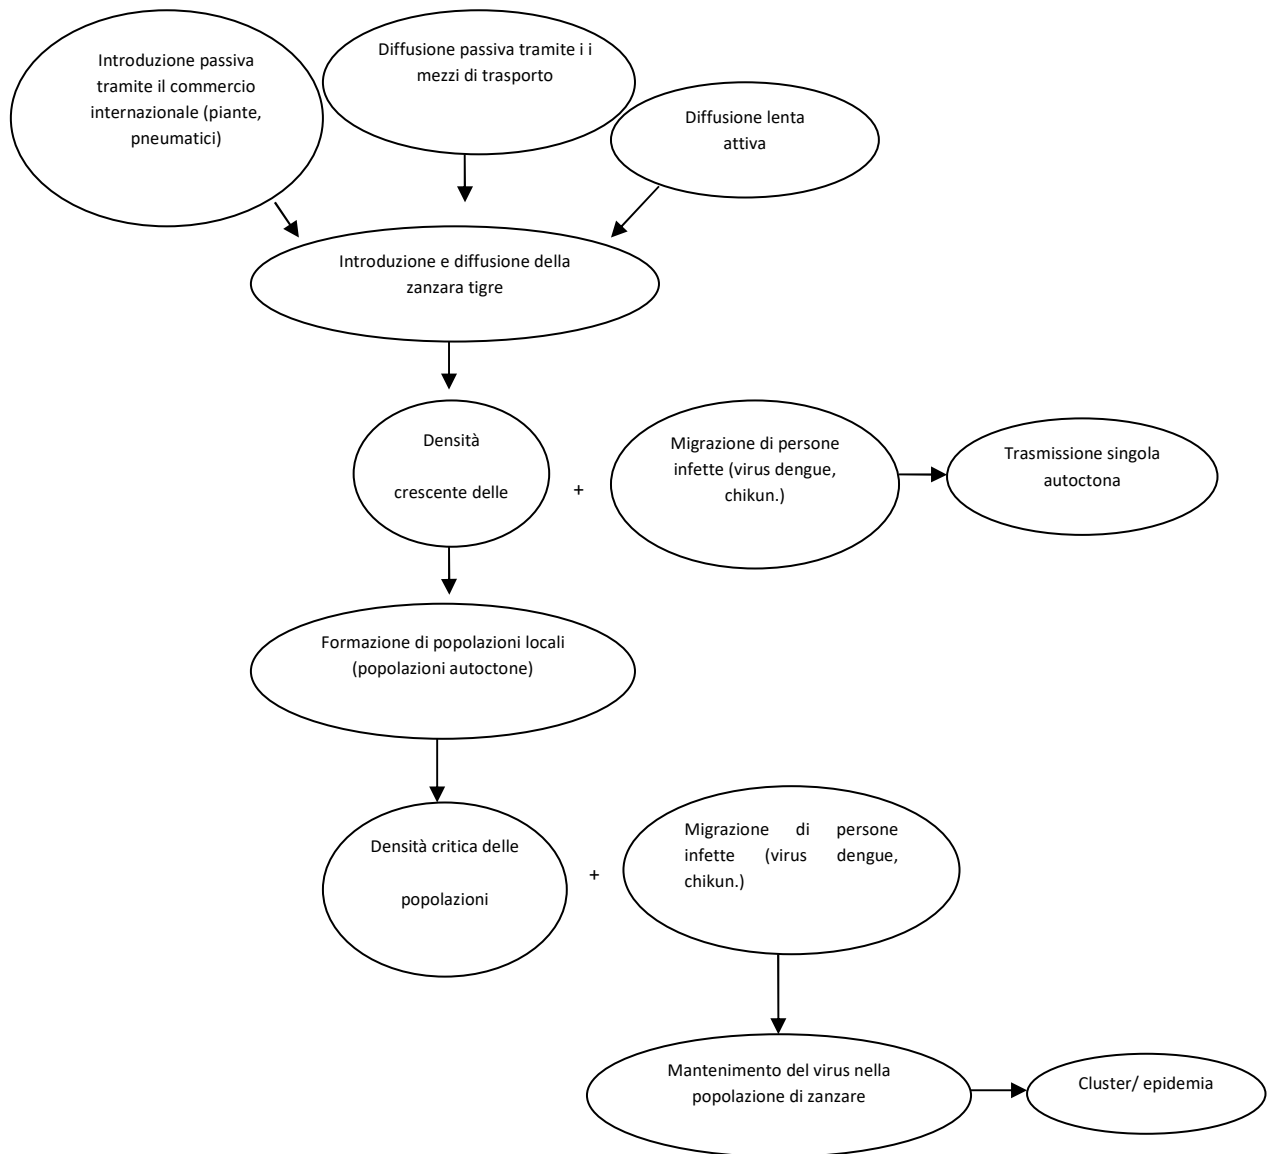 Introduzione passiva
tramite il commercio
internazionale (piante,
pneumatici)
Diffusione passiva tramite i i
mezzi di trasporto
Diffusione lenta
attiva
Introduzione e diffusione della
zanzara tigre
Densità
crescente delle
+
Migrazione di persone
infette (virus dengue,
chikun.)
Trasmissione singola
autoctona
Formazione di popolazioni locali
(popolazioni autoctone)
Densità critica delle
popolazioni
+
Migrazione di persone
infette (virus dengue,
chikun.)
Mantenimento del virus nella
popolazione di zanzare
Cluster/ epidemia